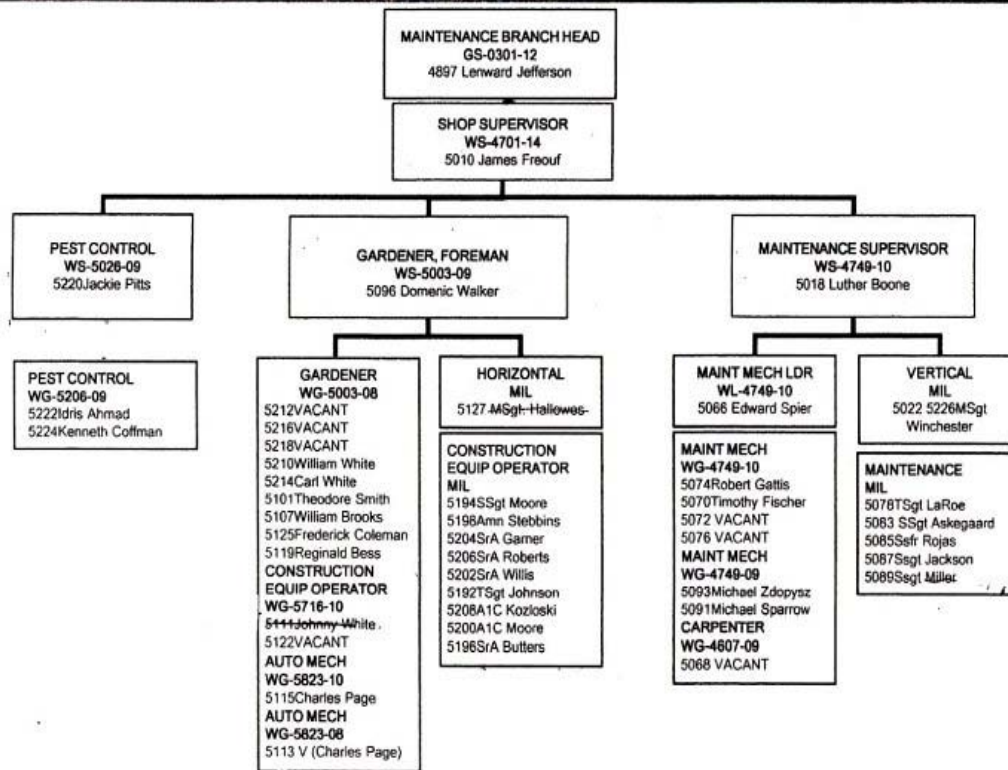 MAINTENANCE BRANCH HEAD
GS-0301-12
4897 Lenward Jefferson
SHOP SUPERVISOR
WS-4701-14
5010 James Freouf
PEST CONTROL
WS-5026-09
5220Jackie Pitts
GARDENER, FOREMAN
WS-5003-09
5096 Domenic Walker
MAINTENANCE SUPERVISOR
WS-4749-10
5018 Luther Boone
PEST CONTROL
WG-5206-09
5222Idris Ahmad
5224Kenneth Coffman
GARDENER
WG-5003-08
5212VACANT
5216VACANT
5218VACANT
5210William White
5214Carl White
5101Theodore Smith
5107William Brooks
5125Frederick Coleman
5119Reginald Bess
CONSTRUCTION
EQUIP OPERATOR
WG-5716-10
5111Johnny White
5122VACANT
AUTO MECH
WG-5823-10
5115Charles Page
AUTO MECH
WG-5823-08
5113 V (Charles Page)
HORIZONTAL
MIL
5127 MSgt. Hallowes
CONSTRUCTION
EQUIP OPERATOR
MIL
5194SSgt Moore
5198Amn Stebbins
5204SrA Garner
5206SrA Roberts
5202SrA Willis
5192TSgt Johnson
5208A1C Kozloski
5200A1C Moore
5196SrA Butters
MAINT MECH LDR
WL-4749-10
5066 Edward Spier
MAINT MECH
WG-4749-10
5074Robert Gattis
5070Timothy Fischer
5072 VACANT
5076 VACANT
MAINT MECH
WG-4749-09
5093Michael Zdopysz
5091Michael Sparrow
CARPENTER
WG-4607-09
5068 VACANT
VERTICAL
MIL
5022 5226MSgt
Winchester
MAINTENANCE
MIL
5078TSgt LaRoe
5083 SSgt Askegaard
5085Ssfr Rojas
5087Ssgt Jackson
5089Ssgt Miller